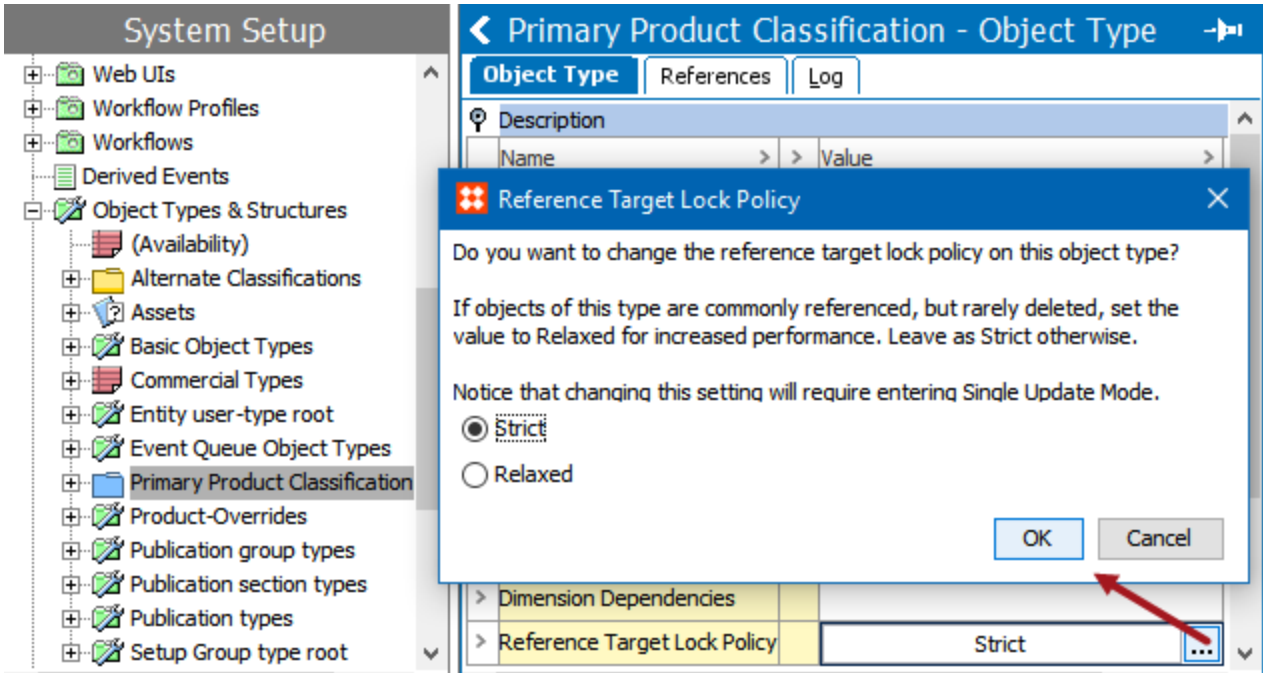 System Setup
Web UIs
Workflow Profiles
Workflows
Derived Events
Object Types & Structures
(Availability)
Alternate Classifications
Assets
Basic Object Types
Commercial Types
Entity user-type root
Event Queue Object Types
Primary Product Classification
Product-Overrides
Publication group types
Publication section types
Publication types
Setup Group type root
Primary Product Classification - Object Type
Object Type References Log
Description
Name > > Value >
Reference Target Lock Policy
Do you want to change the reference target lock policy on this object type?
If objects of this type are commonly referenced, but rarely deleted, set the
value to Relaxed for increased performance. Leave as Strict otherwise.
Notice that changing this setting will require entering Single Update Mode.
Strict
Relaxed
OK Cancel
> Dimension Dependencies
> Reference Target Lock Policy Strict ...